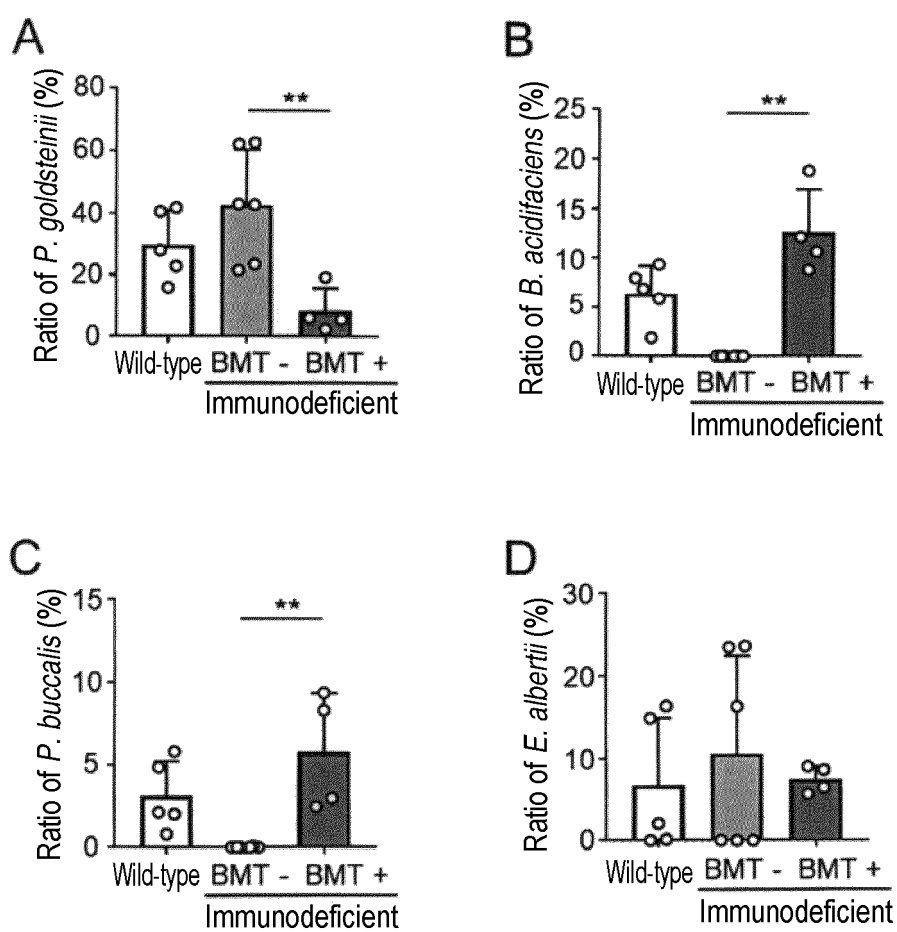 A
Ratio of P. goldsteinii (%)
80
60
40
20
0
**
Wild-type BMT - BMT +
Immunodeficient
B
Ratio of B. acidifaciens (%)
25
20
15
10
5
0
**
Wild-type BMT - BMT +
Immunodeficient
C
Ratio of P. buccalis (%)
15
10
5
0
**
Wild-type BMT - BMT +
Immunodeficient
D
Ratio of E. albertii (%)
30
20
10
0
Wild-type BMT - BMT +
Immunodeficient